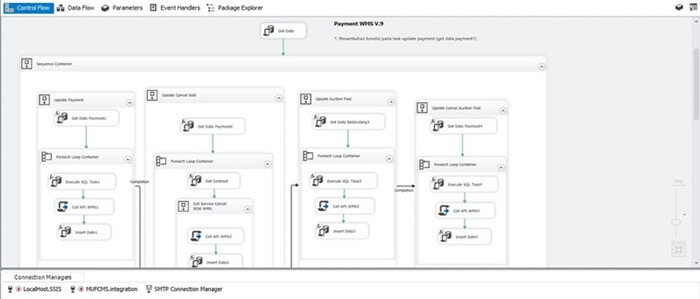 Control Flow
Data Flow
Parameters
Event Handlers
Package Explorer
Payment WMS V.9
Get Date
1. Penambahan kondisi pada task update payment (get data payment1)
Sequence Container
Update Payment
Update Cancel Sold
Update Auction Paid
Update Cancel Auction Paid
Get Data Payment1
Get Data Payment2
Get Data
Get Data Payment4
Foreach Loop Container
Foreach Loop Container
Foreach Loop Container
Foreach Loop Container
Execute SQL Task1
Completion
Get Contract
Execute SQL Task3
Completion
Execute SQL Task4
Call API WMS1
Call Service Cancel
SOld WMS
Call API WMS3
Call API WMS4
Insert Data1
Call API WMS2
Insert Data3
Insert Data4
Insert Data2
Connection Managers
LocalHost.SSIS
MUFCMS.integration
SMTP Connection Manager